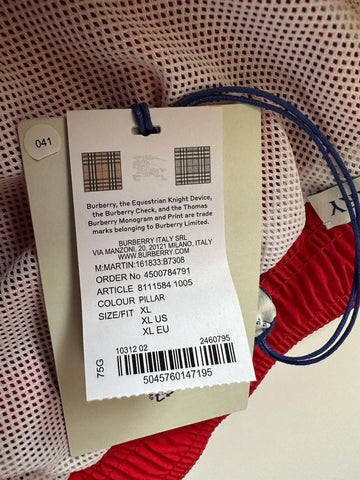 041
Burberry, the Equestrian Knight Device,
the Burberry Check, and the Thomas
Burberry Monogram and Print are trade
marks belonging to Burberry Limited.
BURBERRY ITALY SRL
VIA MANZONI, 20, 20121 MILANO, ITALY
WWW.BURBERRY.COM
M:MARTIN:161833:B7308
ORDER No 4500784791
ARTICLE 8111584 1005
COLOUR PILLAR
SIZE/FIT XL
XL US
XL EU
75G
10312 02 2460795
5045760147195